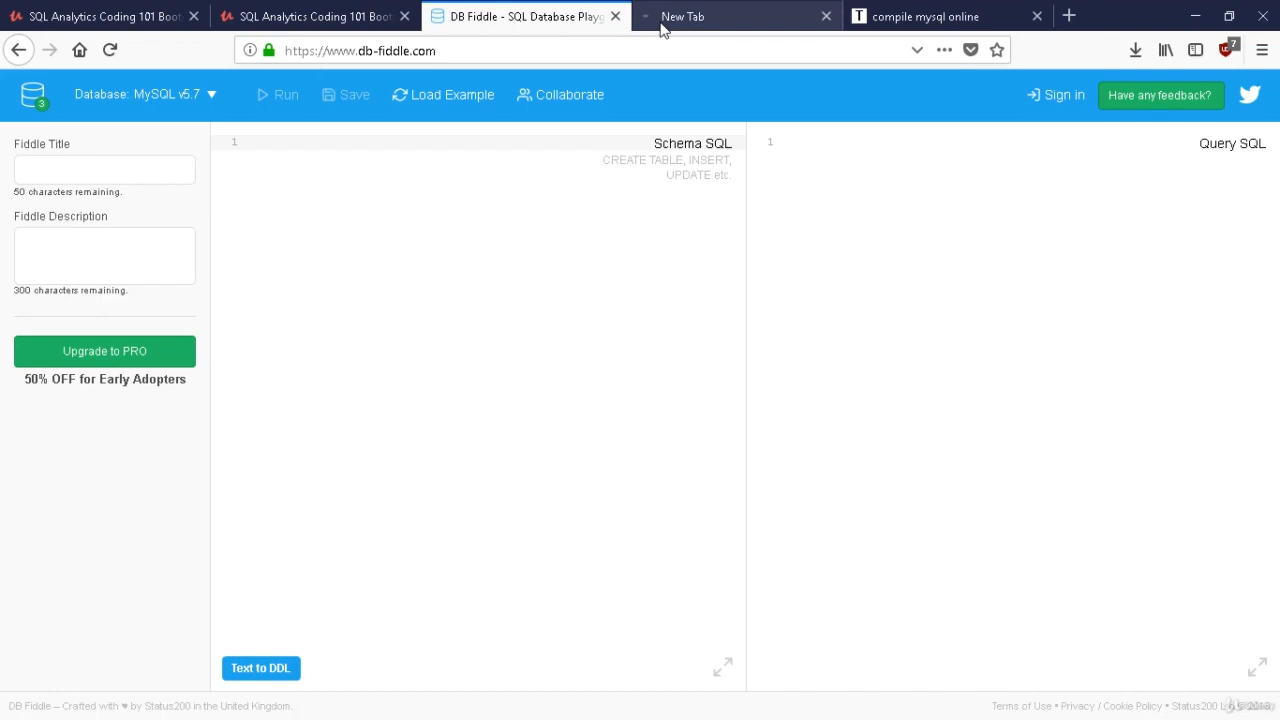 SQL Analytics Coding 101 Boot
SQL Analytics Coding 101 Boot
DB Fiddle - SQL Database Playg
New Tab
T compile mysql online
https://www.db-fiddle.com
7
3
Database: MySQL v5.7
Run
Save
Load Example
Collaborate
Sign in
Have any feedback?
Fiddle Title
50 characters remaining.
Fiddle Description
300 characters remaining.
Upgrade to PRO
50% OFF for Early Adopters
1
Schema SQL
CREATE TABLE, INSERT,
UPDATE etc.
1
Query SQL
Text to DDL
DB Fiddle – Crafted with ♥ by Status200 in the United Kingdom.
Terms of Use • Privacy / Cookie Policy • Status200